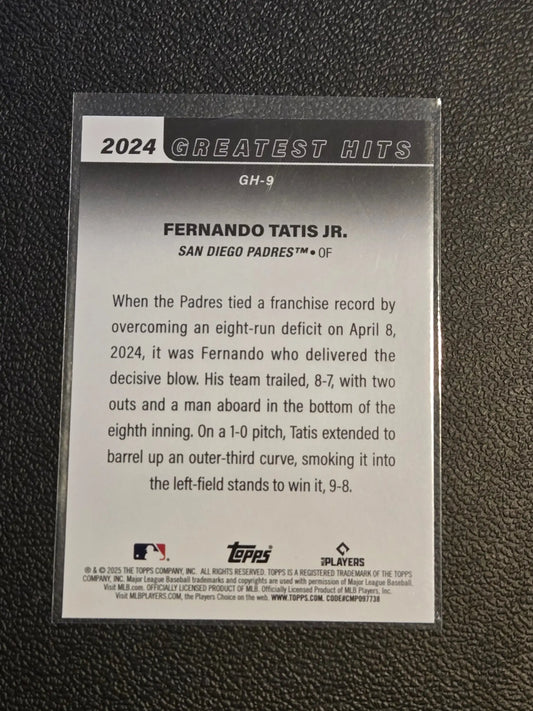 2024 GREATEST HITS
GH-9
FERNANDO TATIS JR.
SAN DIEGO PADRES™ • OF
When the Padres tied a franchise record by
overcoming an eight-run deficit on April 8,
2024, it was Fernando who delivered the
decisive blow. His team trailed, 8-7, with two
outs and a man aboard in the bottom of the
eighth inning. On a 1-0 pitch, Tatis extended to
barrel up an outer-third curve, smoking it into
the left-field stands to win it, 9-8.
TOPPS
MLB PLAYERS
® & © 2025 THE TOPPS COMPANY, INC. ALL RIGHTS RESERVED. TOPPS IS A REGISTERED TRADEMARK OF THE TOPPS
COMPANY, INC. Major League Baseball trademarks and copyrights are used with permission of Major League Baseball.
Visit MLB.com. OFFICIALLY LICENSED PRODUCT OF MLB. Officially Licensed Product of MLB Players, Inc.
Visit MLBPLAYERS.COM, the Players Choice on the web. WWW.TOPPS.COM. CODE#CMP097738